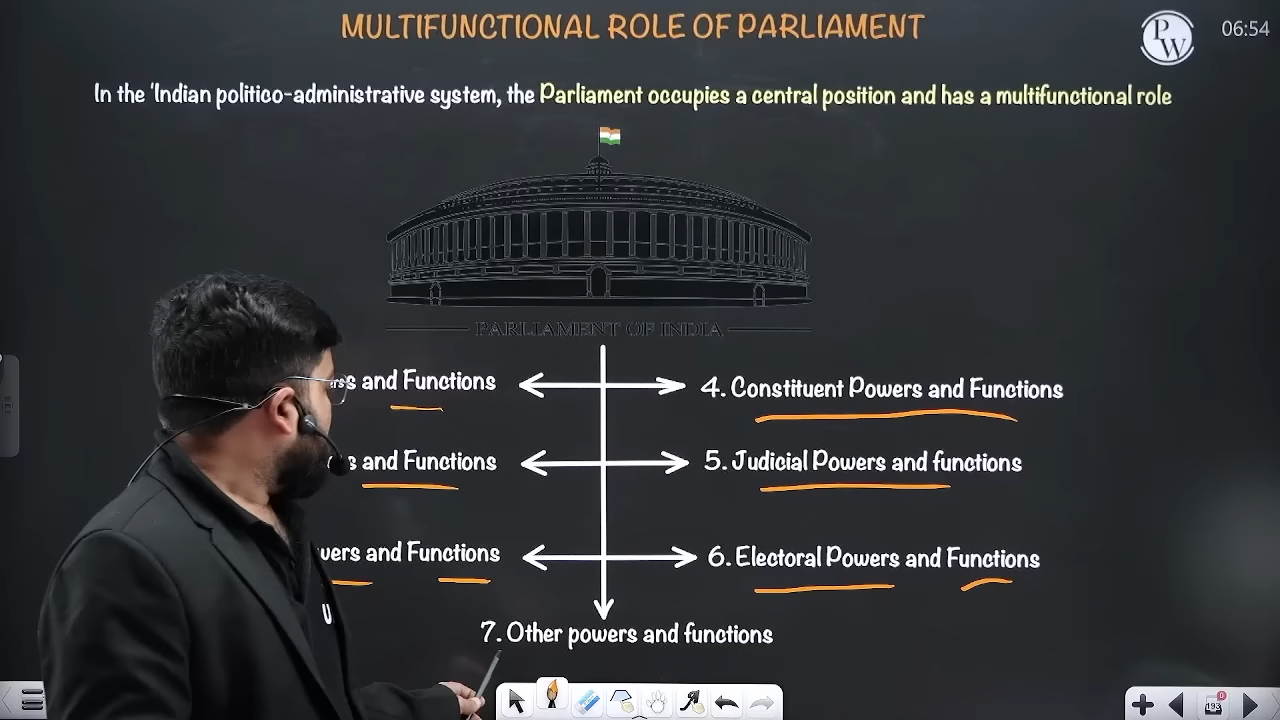 MULTIFUNCTIONAL ROLE OF PARLIAMENT
PW
06:54
In the 'Indian politico-administrative system, the Parliament occupies a central position and has a multifunctional role
PARLIAMENT OF INDIA
and Functions
4. Constituent Powers and Functions
and Functions
5. Judicial Powers and functions
and Functions
6. Electoral Powers and Functions
7. Other powers and functions
U
193